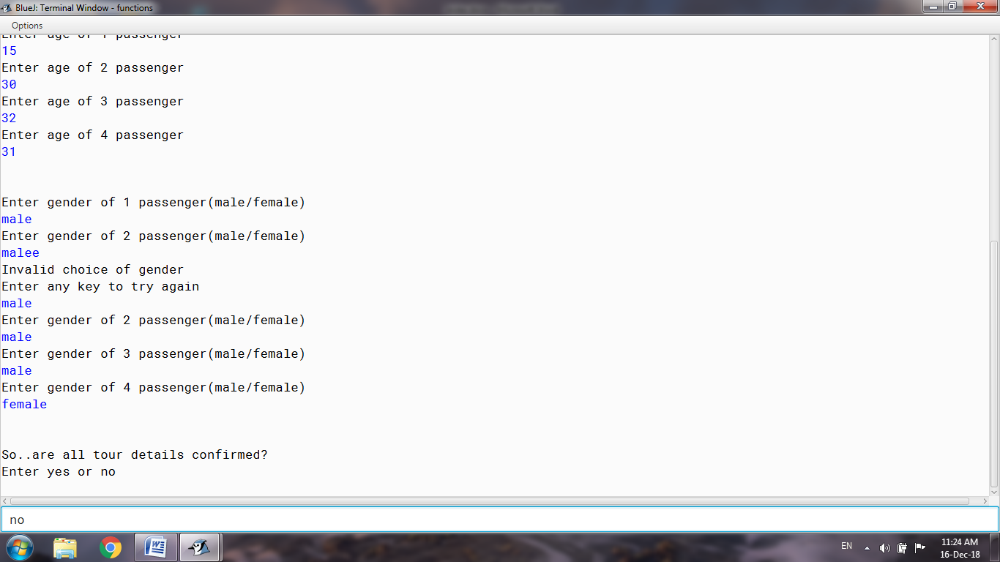 BlueJ: Terminal Window - functions
Options
Enter age of 1 passenger
15
Enter age of 2 passenger
30
Enter age of 3 passenger
32
Enter age of 4 passenger
31
Enter gender of 1 passenger(male/female)
male
Enter gender of 2 passenger(male/female)
malee
Invalid choice of gender
Enter any key to try again
male
Enter gender of 2 passenger(male/female)
male
Enter gender of 3 passenger(male/female)
male
Enter gender of 4 passenger(male/female)
female
So..are all tour details confirmed?
Enter yes or no
no
EN
11:24 AM
16-Dec-18